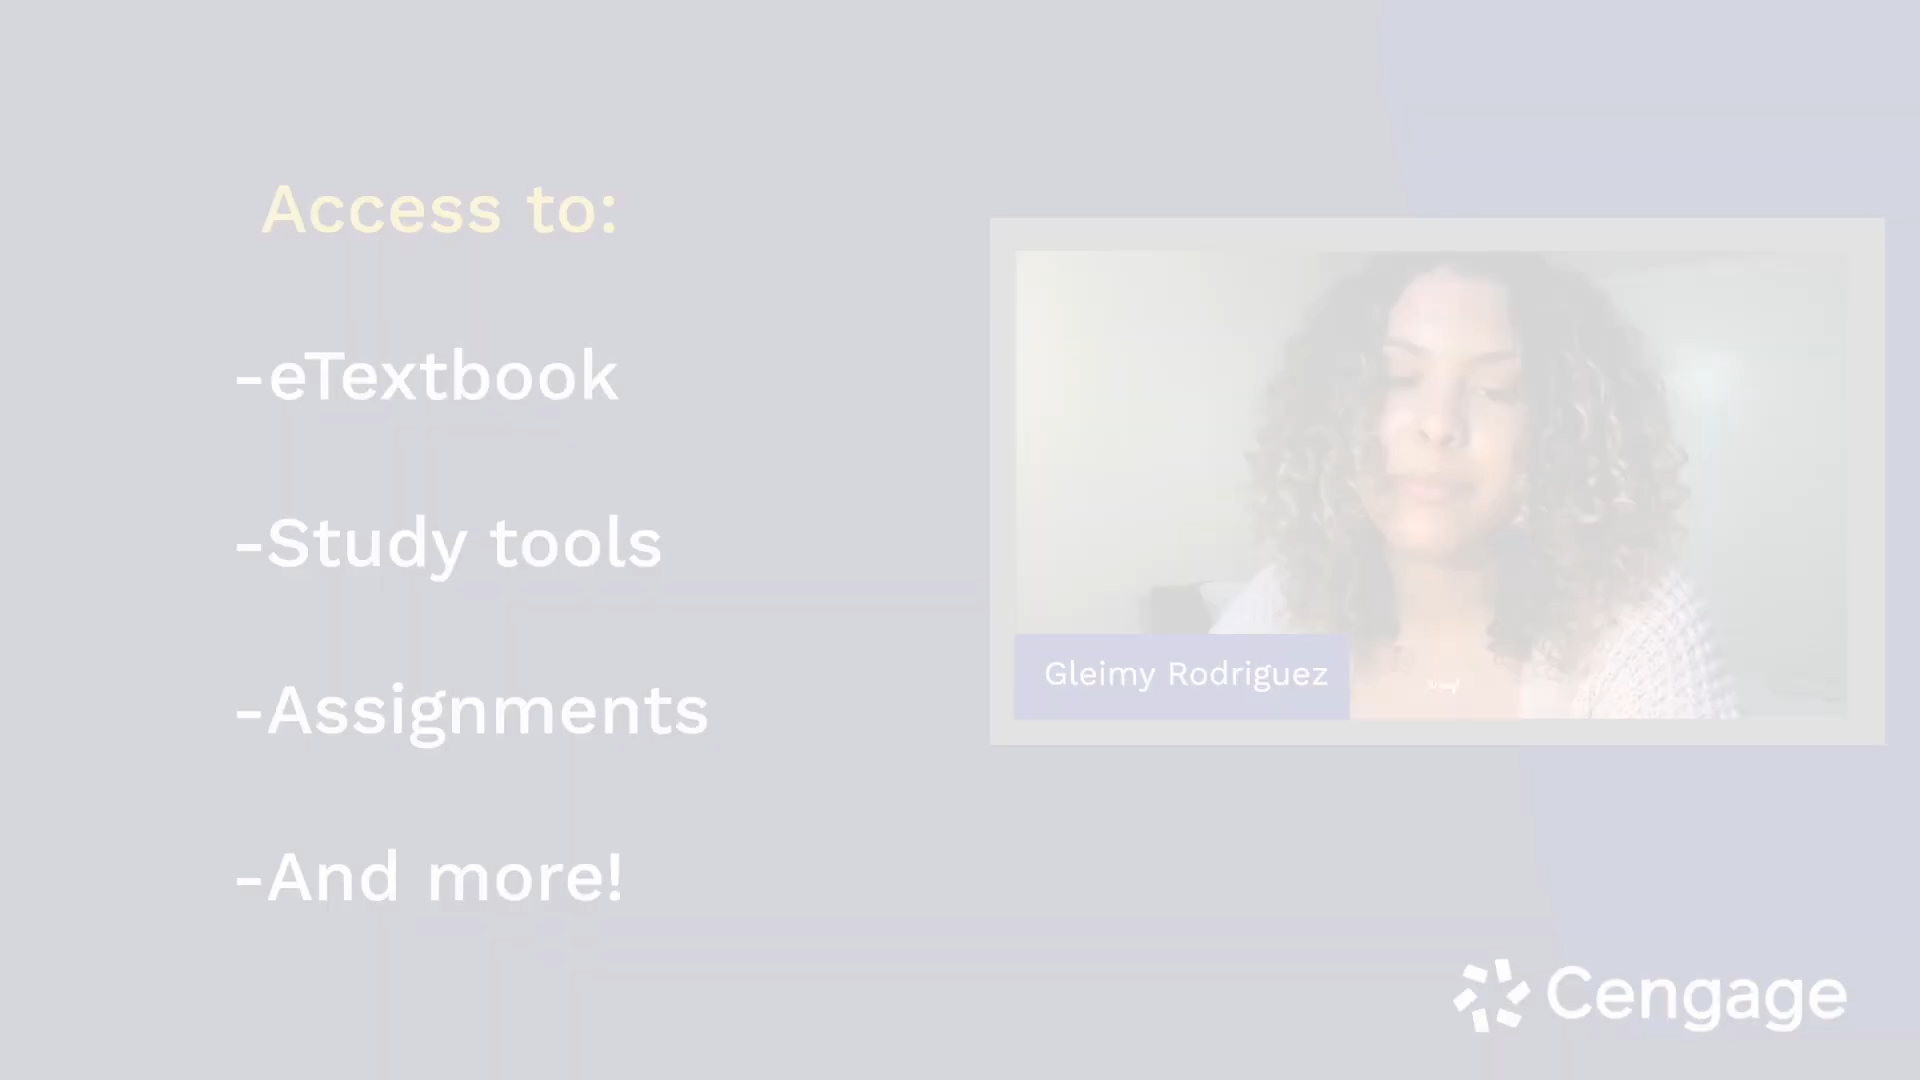 Access to:
-eTextbook
-Study tools
-Assignments
-And more!
Gleimy Rodriguez
Cengage